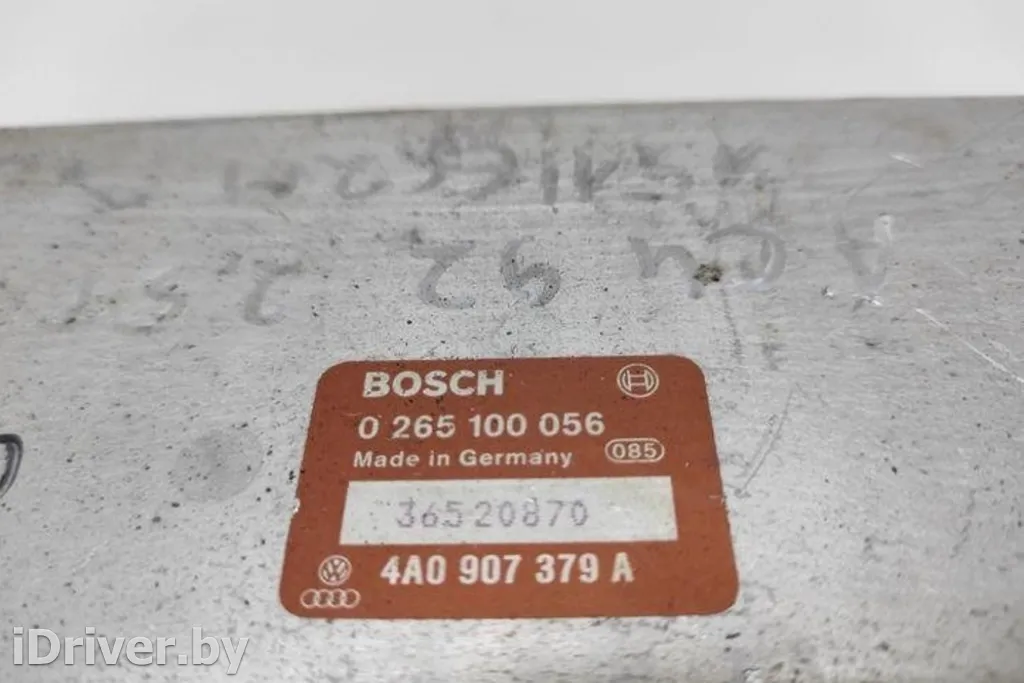 BOSCH
0 265 100 056
Made in Germany 085
36520870
4A0 907 379 A
iDriver.by